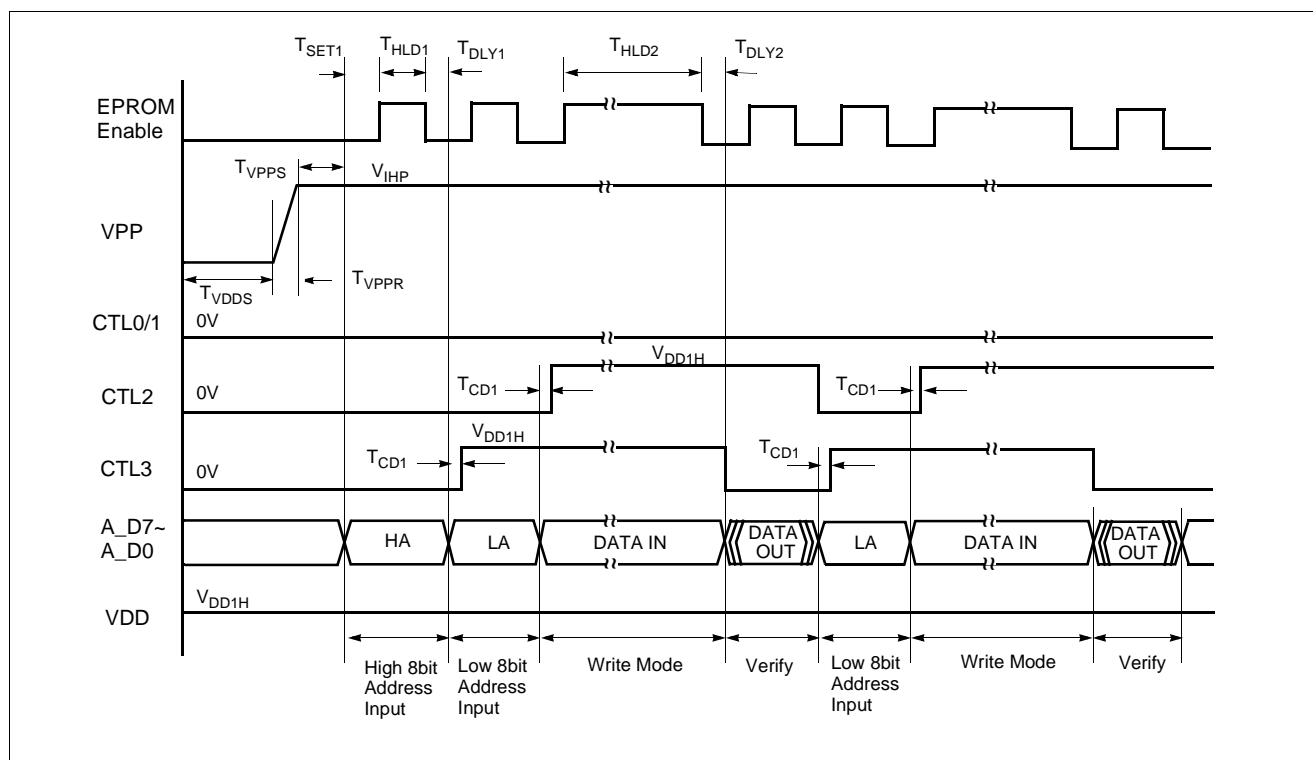 TSET1 THLD1 TDLY1 THLD2 TDLY2
EPROM
Enable
TVPPS VIHP
VPP
TVPPR
TVDDS
CTL0/1 0V
VDD1H
CTL2 0V TCD1 TCD1
VDD1H
CTL3 0V TCD1 TCD1
A_D7~
A_D0
HA LA DATA IN DATA
OUT LA DATA IN DATA
OUT
VDD1H
VDD
High 8bit
Address
Input
Low 8bit
Address
Input
Write Mode
Verify
Low 8bit
Address
Input
Write Mode
Verify